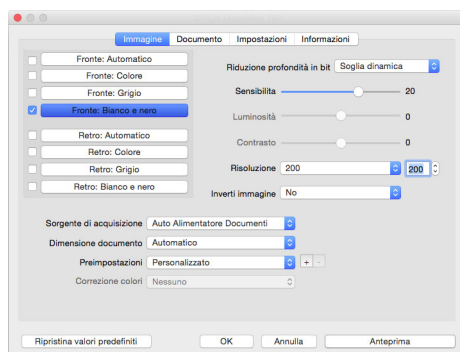 Immagine Documento Impostazioni Informazioni
Fronte: Automatico
Fronte: Colore
Fronte: Grigio
Fronte: Bianco e nero
Retro: Automatico
Retro: Colore
Retro: Grigio
Retro: Bianco e nero
Riduzione profondità in bit Soglia dinamica
Sensibilita 20
Luminosità 0
Contrasto 0
Risoluzione 200 200
Inverti immagine No
Sorgente di acquisizione Auto Alimentatore Documenti
Dimensione documento Automatico
Preimpostazioni Personalizzato + -
Correzione colori Nessuno
Ripristina valori predefiniti OK Annulla Anteprima